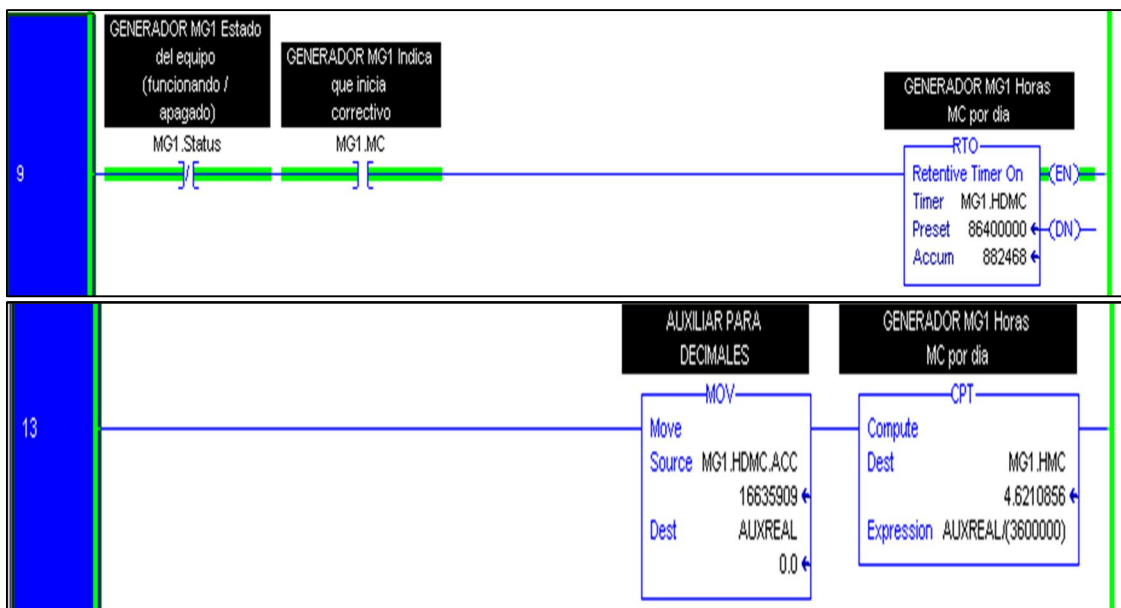 GENERADOR MG1 Estado
del equipo
(funcionando /
apagado)
MG1.Status
GENERADOR MG1 Indica
que inicia
correctivo
MG1.MC
GENERADOR MG1 Horas
MC por dia
9
RTO
Retentive Timer On
(EN)
Timer MG1.HDMC
Preset 86400000
(DN)
Accum 882468
AUXILIAR PARA
DECIMALES
GENERADOR MG1 Horas
MC por dia
13
MOV
Move
Source MG1.HDMC.ACC
16635909
Dest AUXREAL
0.0
CPT
Compute
Dest MG1.HMC
4.6210856
Expression AUXREAL/(3600000)